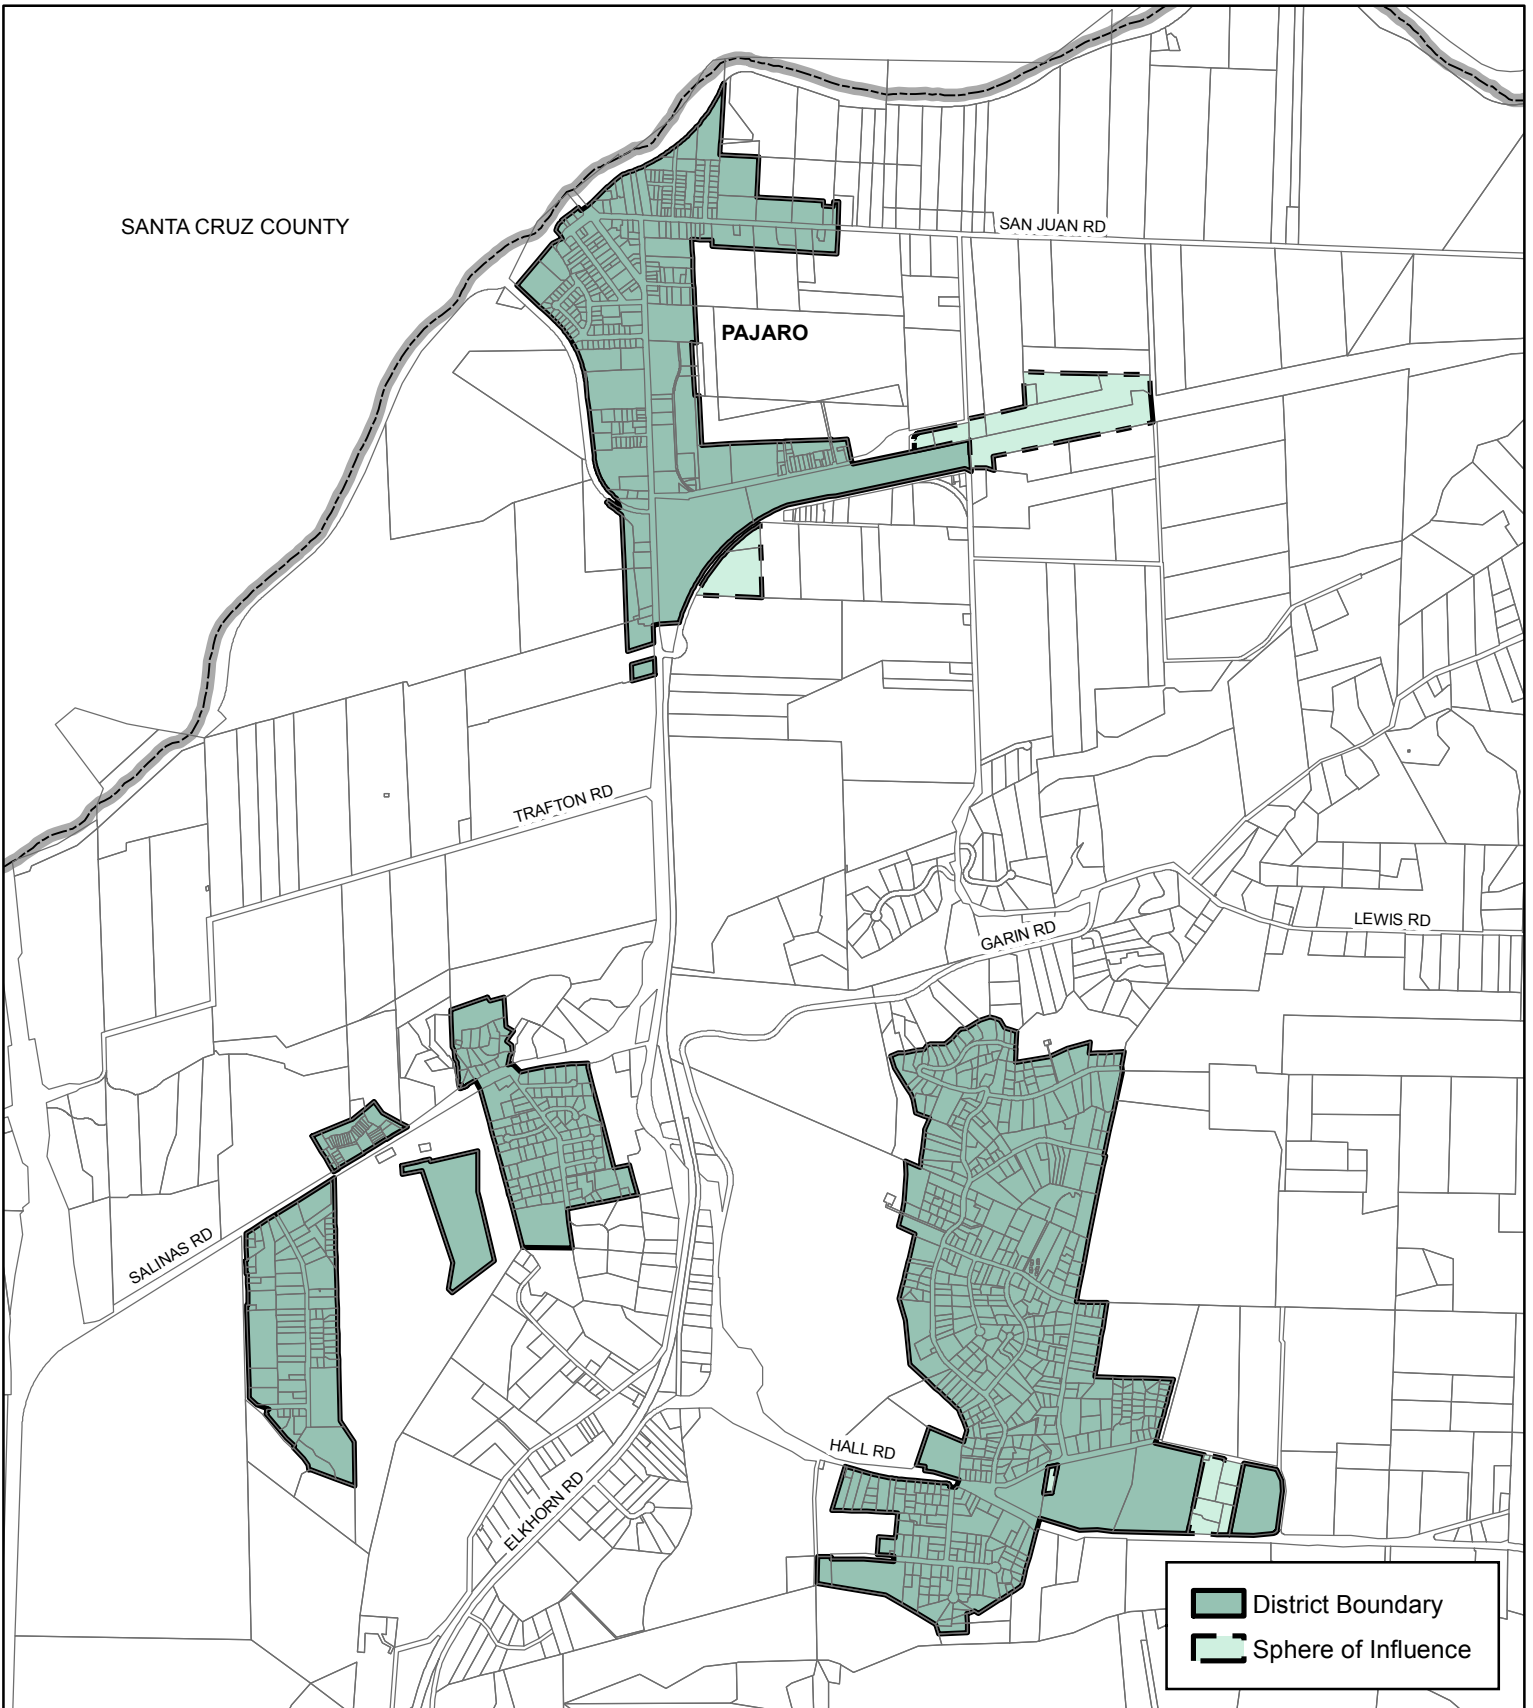 SANTA CRUZ COUNTY
SAN JUAN RD
PAJARO
TRAFTON RD
LEWIS RD
GARIN RD
SALINAS RD
HALL RD
ELKHORN RD
District Boundary
Sphere of Influence